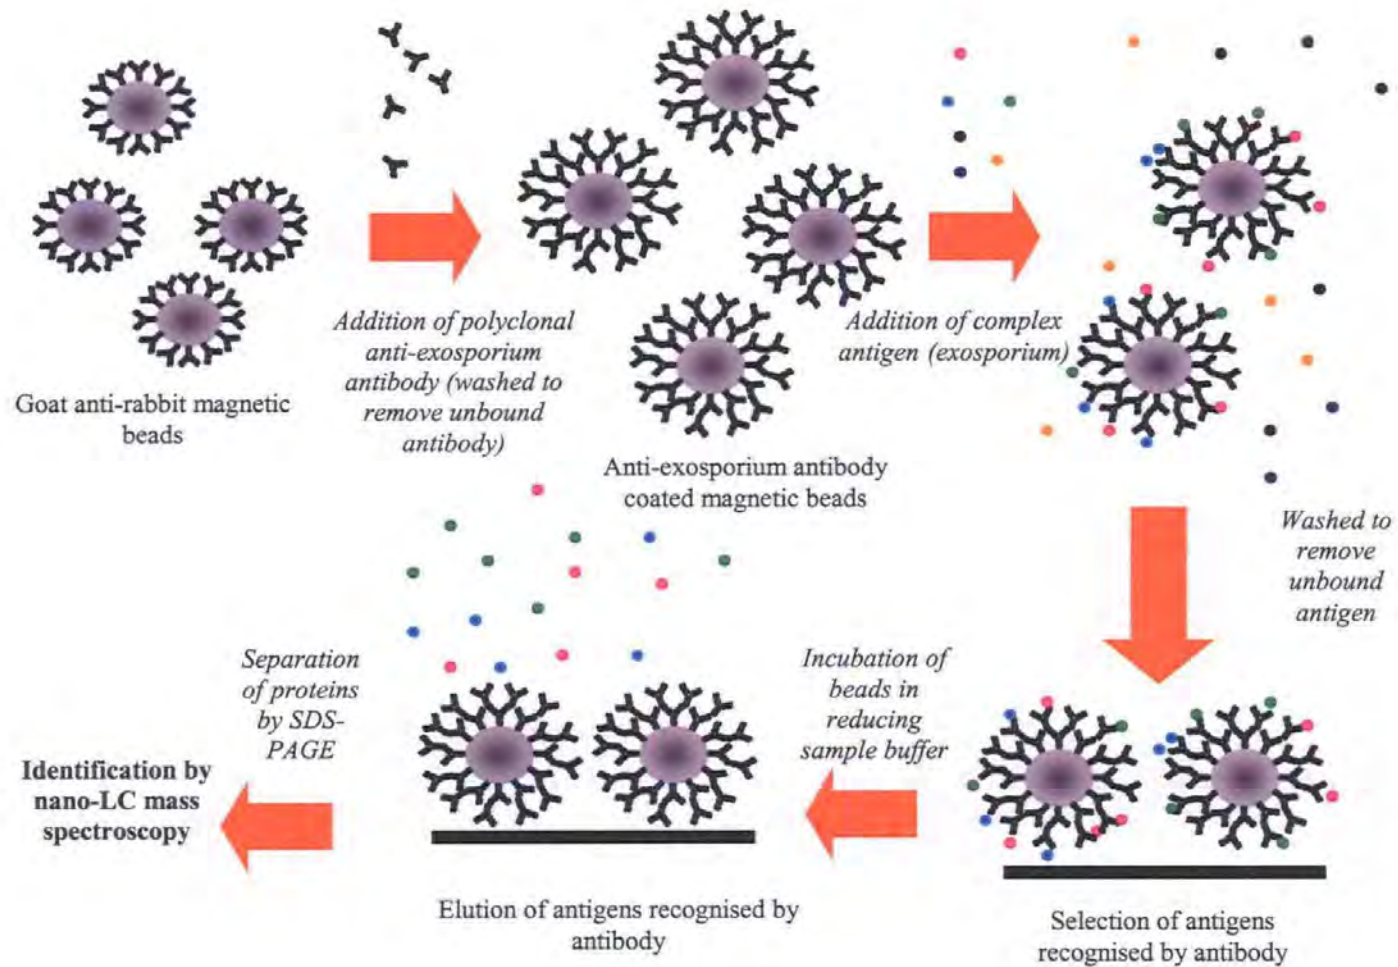 Goat anti-rabbit magnetic
beads
Addition of polyclonal
anti-exosporium
antibody (washed to
remove unbound
antibody)
Anti-exosporium antibody
coated magnetic beads
Addition of complex
antigen (exosporium)
Washed to
remove
unbound
antigen
Selection of antigens
recognised by antibody
Incubation of
beads in
reducing
sample buffer
Elution of antigens recognised by
antibody
Separation
of proteins
by SDS-
PAGE
Identification by
nano-LC mass
spectroscopy